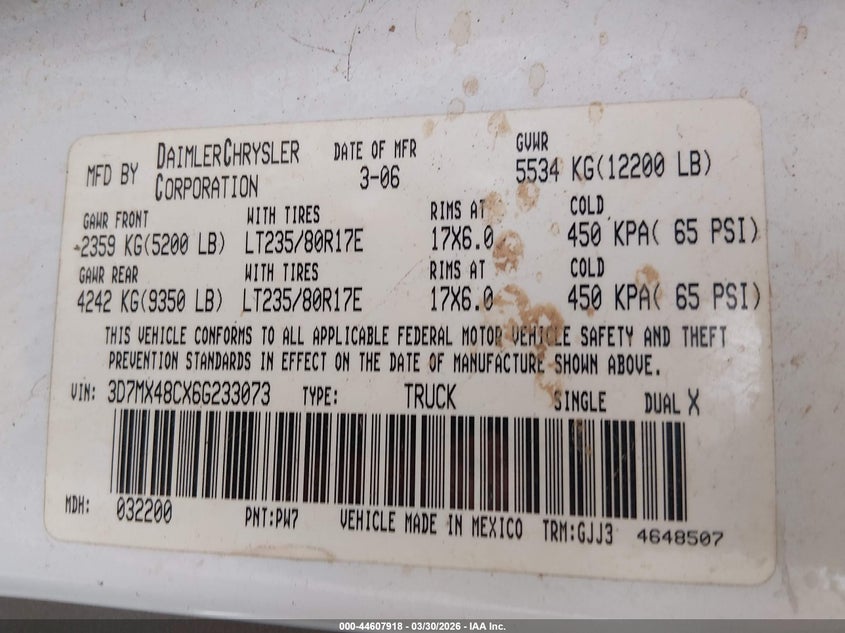 MFD BY DAIMLERCHRYSLER CORPORATION DATE OF MFR 3-06 GVWR 5534 KG(12200 LB)
GAWR FRONT WITH TIRES RIMS AT COLD
2359 KG(5200 LB) LT235/80R17E 17X6.0 450 KPA( 65 PSI)
GAWR REAR WITH TIRES RIMS AT COLD
4242 KG(9350 LB) LT235/80R17E 17X6.0 450 KPA( 65 PSI)
THIS VEHICLE CONFORMS TO ALL APPLICABLE FEDERAL MOTOR VEHICLE SAFETY AND THEFT
PREVENTION STANDARDS IN EFFECT ON THE DATE OF MANUFACTURE SHOWN ABOVE.
VIN: 3D7MX48CX6G233073 TYPE: TRUCK SINGLE DUAL X
MDH: 032200 PNT:PW7 VEHICLE MADE IN MEXICO TRM:GJJ3 4648507
000-44607918 - 03/30/2026 - IAA Inc.